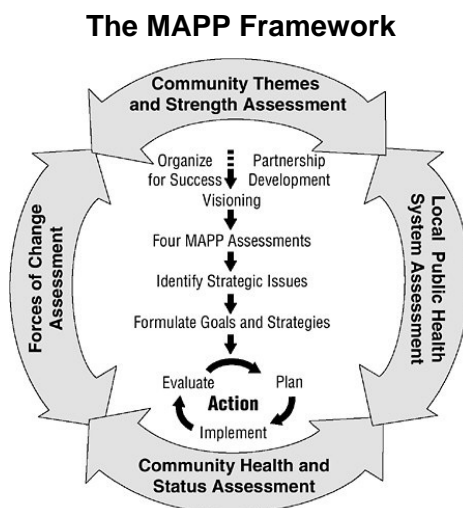 The MAPP Framework
Community Themes
and Strength Assessment
Organize
for Success
Partnership
Development
Visioning
Four MAPP Assessments
Identify Strategic Issues
Formulate Goals and Strategies
Evaluate
Plan
Action
Implement
Forces of Change
Assessment
Local Public Health
System Assessment
Community Health and
Status Assessment